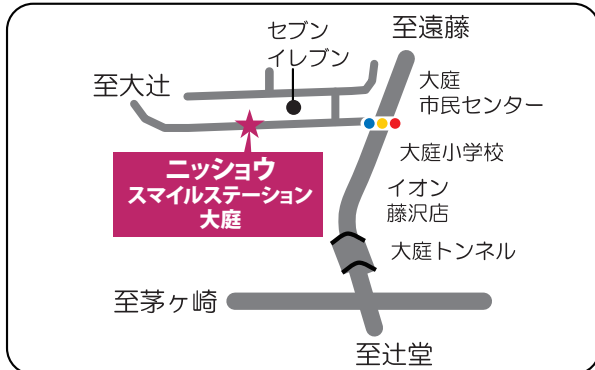 セブン
イレブン
至遠藤
至大辻
大庭
市民センター
大庭小学校
ニッショウ
スマイルステーション
大庭
イオン
藤沢店
大庭トンネル
至茅ヶ崎
至辻堂